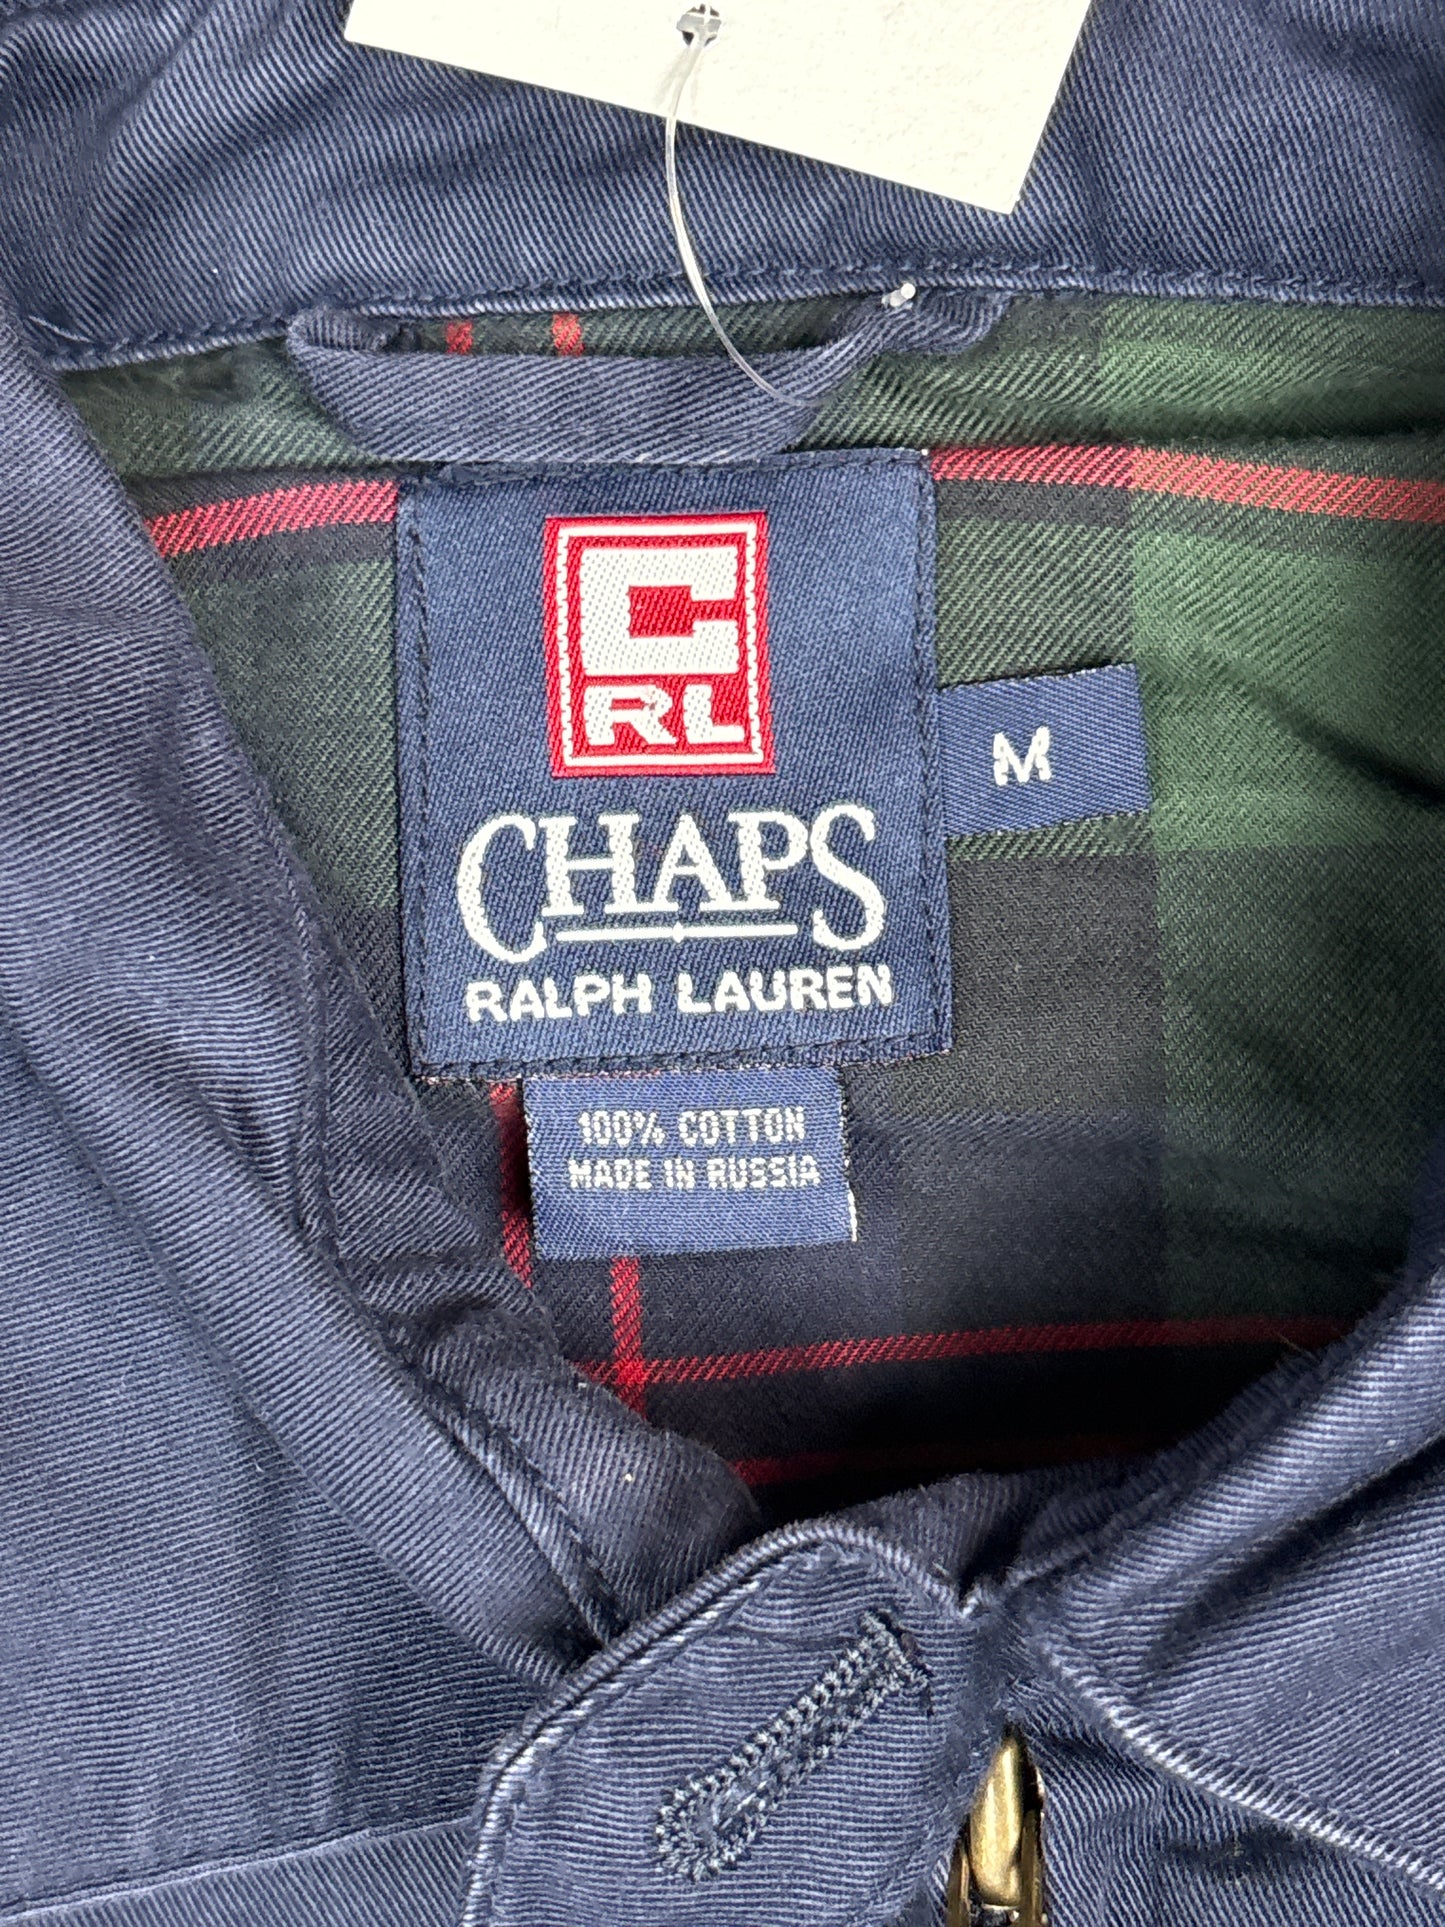 C
RL
CHAPS
RALPH LAUREN
M
100% COTTON
MADE IN RUSSIA